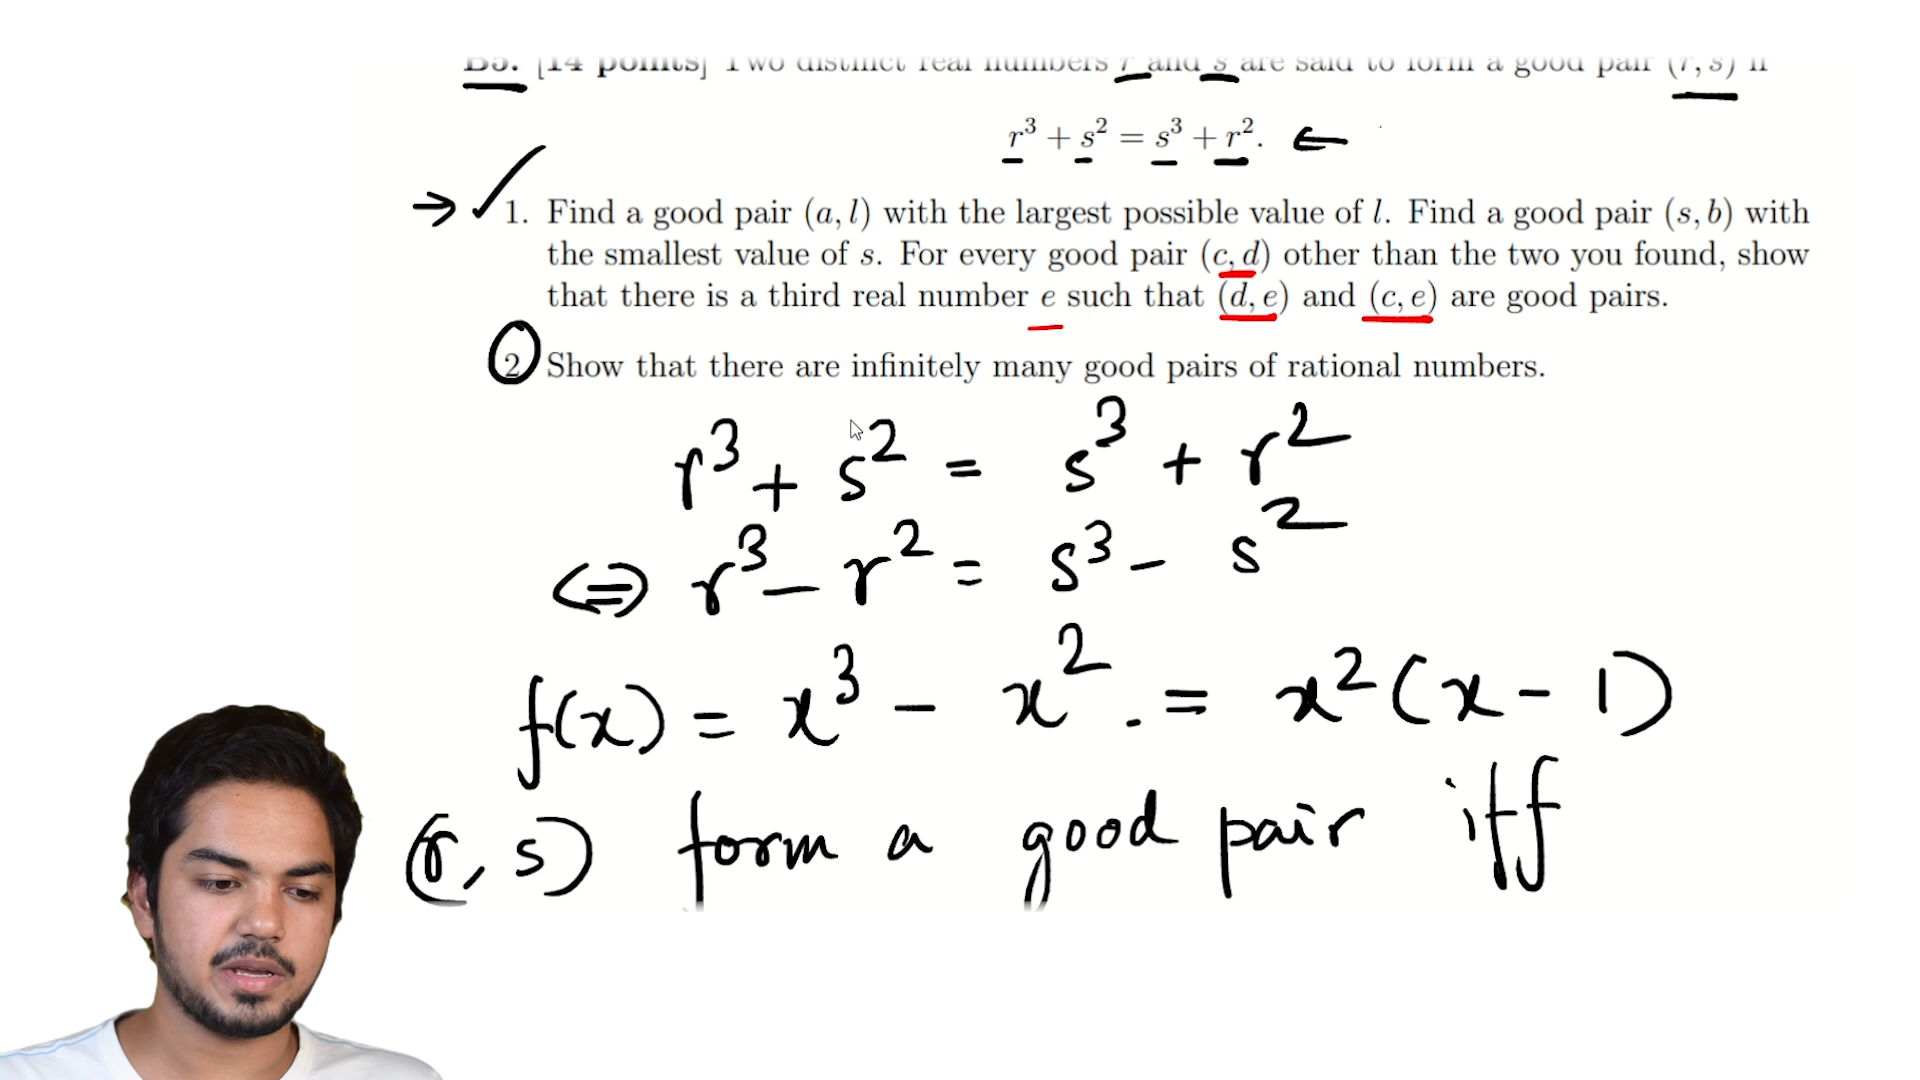 B5. [14 points] Two distinct real numbers r and s are said to form a good pair (r, s) if
r³ + s² = s³ + r².
1. Find a good pair (a, l) with the largest possible value of l. Find a good pair (s, b) with
the smallest value of s. For every good pair (c, d) other than the two you found, show
that there is a third real number e such that (d, e) and (c, e) are good pairs.
2 Show that there are infinitely many good pairs of rational numbers.
r³ + s² = s³ + r²
⇔ r³ − r² = s³ − s²
f(x) = x³ − x². = x²(x − 1)
(r, s) form a good pair iff